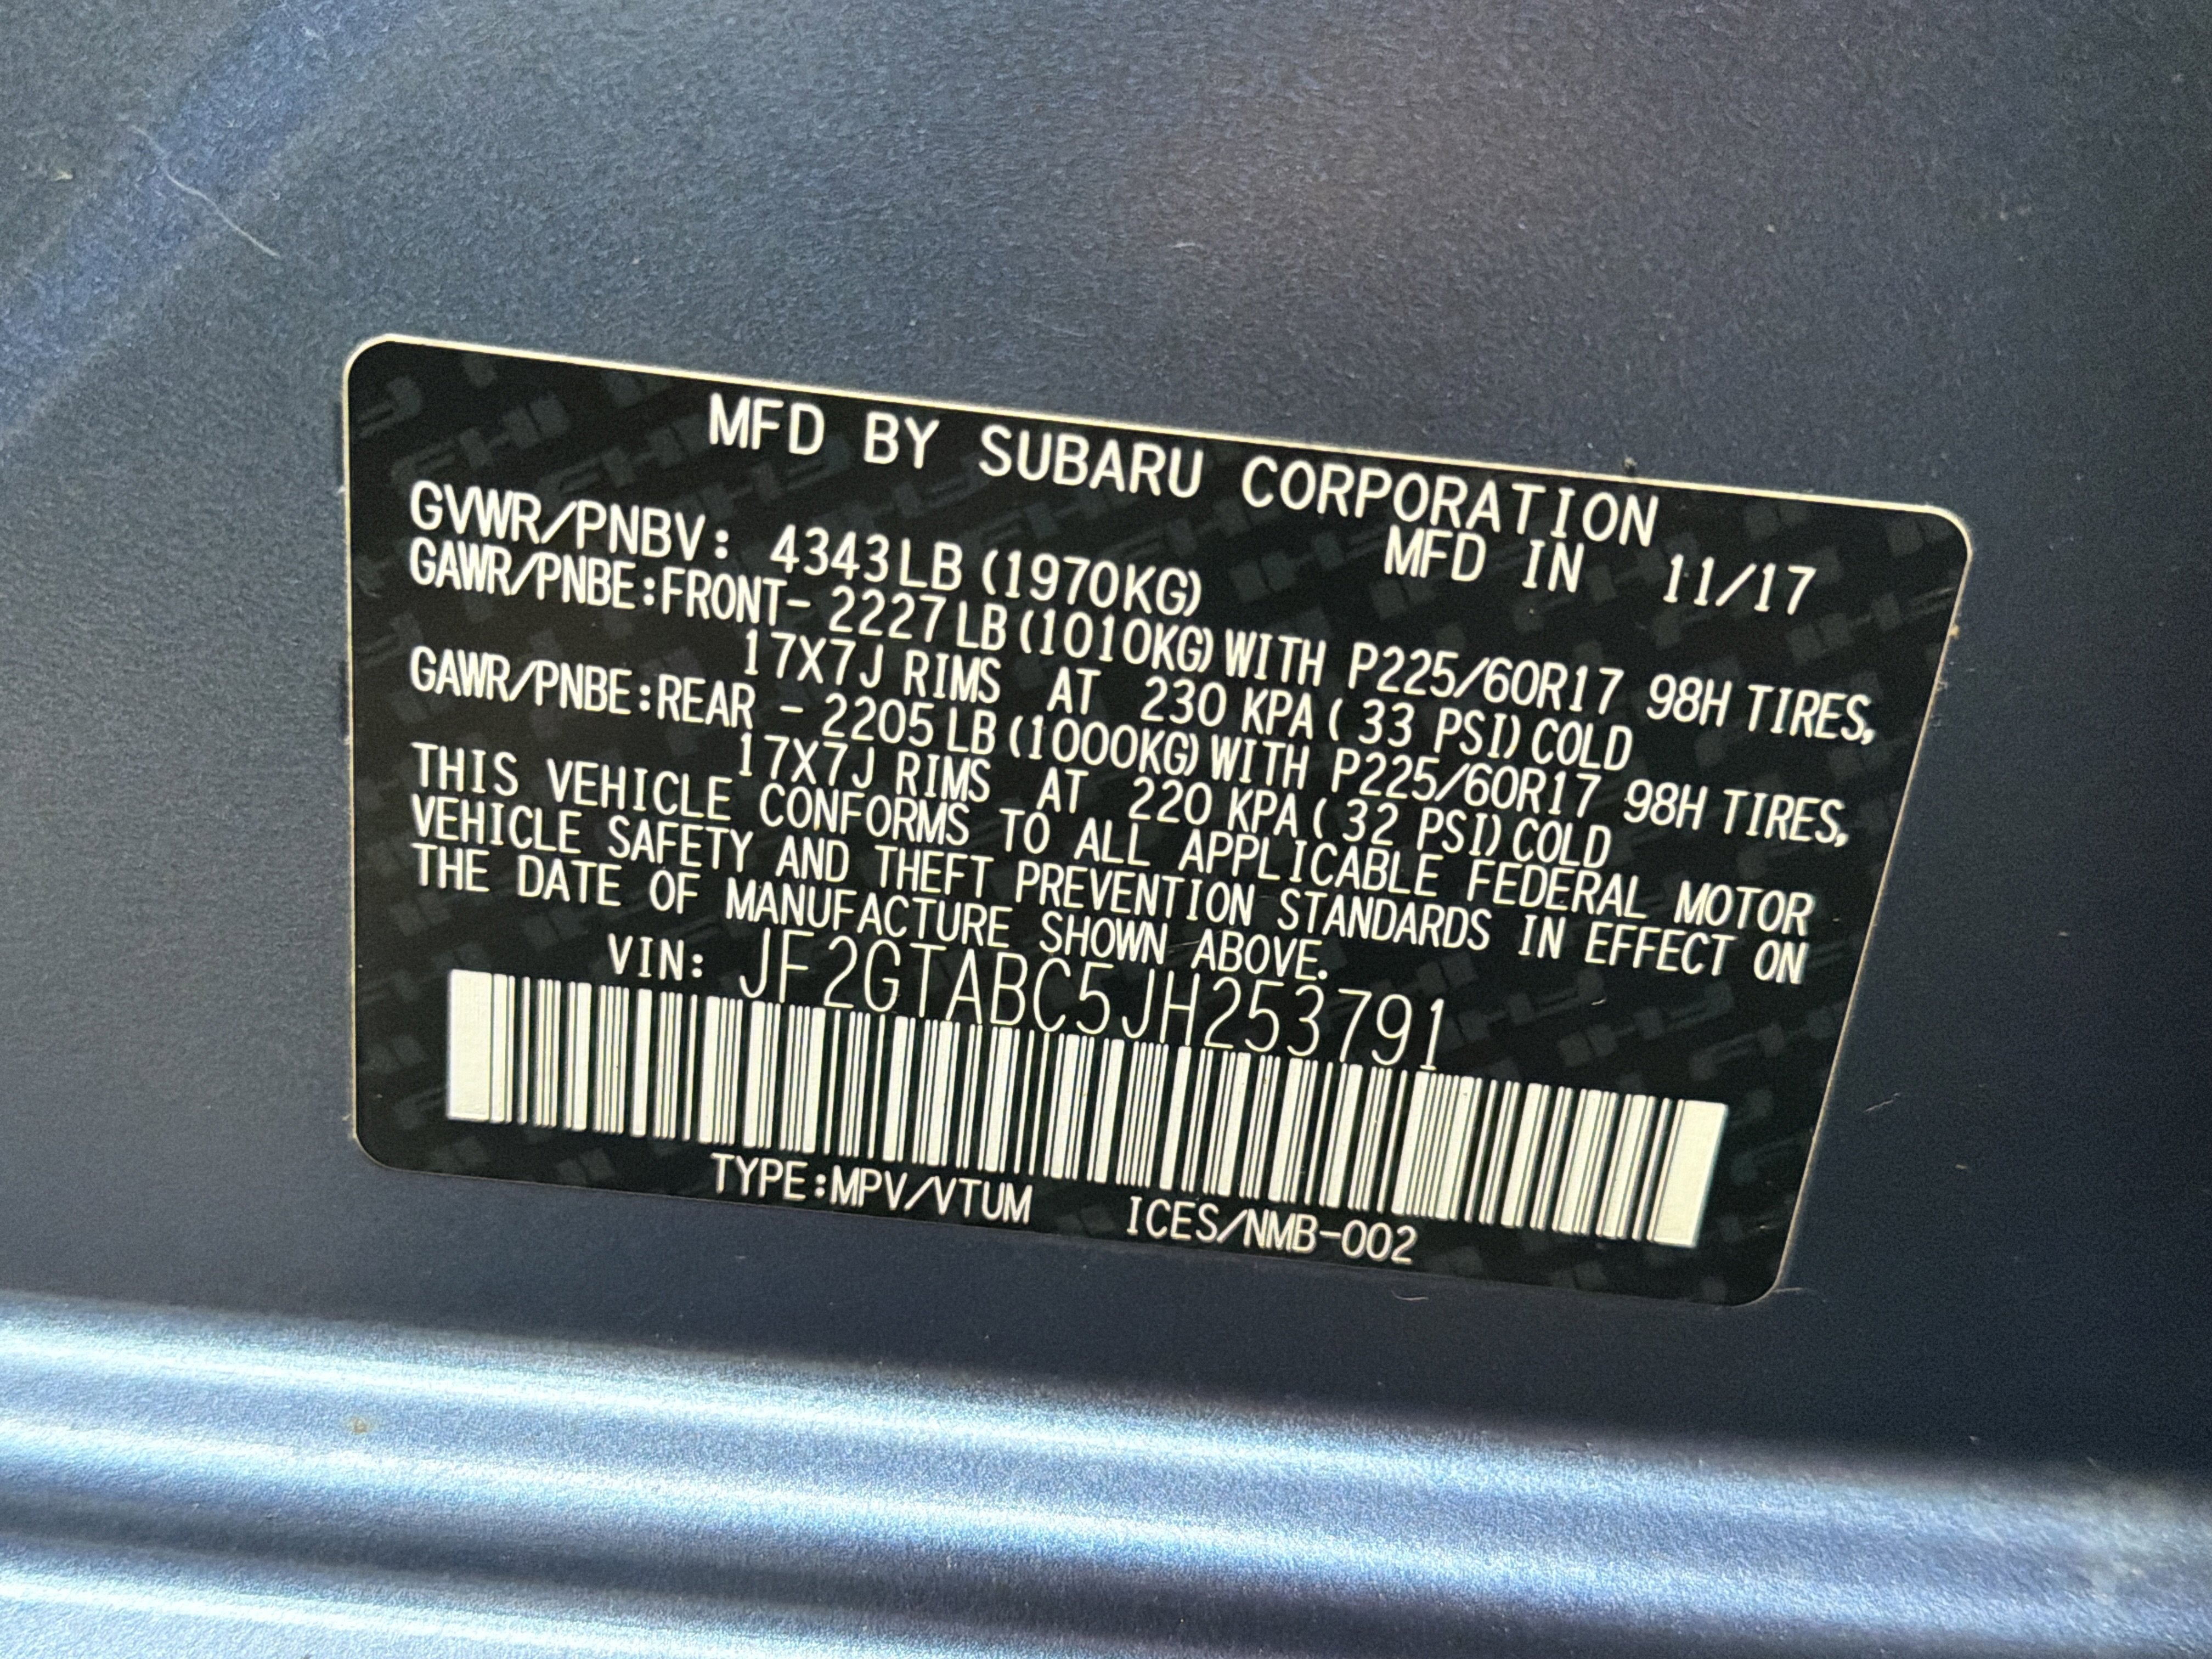 MFD BY SUBARU CORPORATION
GVWR/PNBV: 4343LB (1970KG) MFD IN 11/17
GAWR/PNBE:FRONT- 2227LB (1010KG) WITH P225/60R17 98H TIRES,
17X7J RIMS AT 230 KPA ( 33 PSI) COLD
GAWR/PNBE:REAR - 2205LB (1000KG) WITH P225/60R17 98H TIRES,
17X7J RIMS AT 220 KPA ( 32 PSI) COLD
THIS VEHICLE CONFORMS TO ALL APPLICABLE FEDERAL MOTOR
VEHICLE SAFETY AND THEFT PREVENTION STANDARDS IN EFFECT ON
THE DATE OF MANUFACTURE SHOWN ABOVE.
VIN: JF2GTABC5JH253791
TYPE:MPV/VTUM ICES/NMB-002